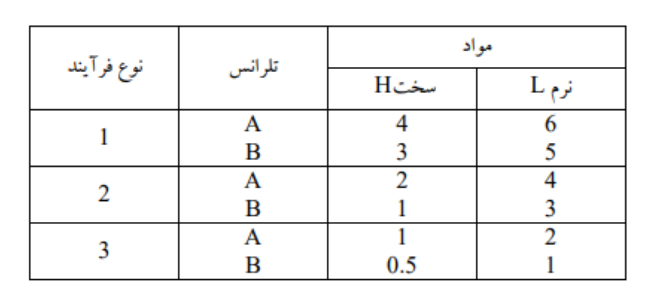 نوع فرآیند تلرانس مواد
سخت H نرم L
1 A 4 6
B 3 5
2 A 2 4
B 1 3
3 A 1 2
B 0.5 1